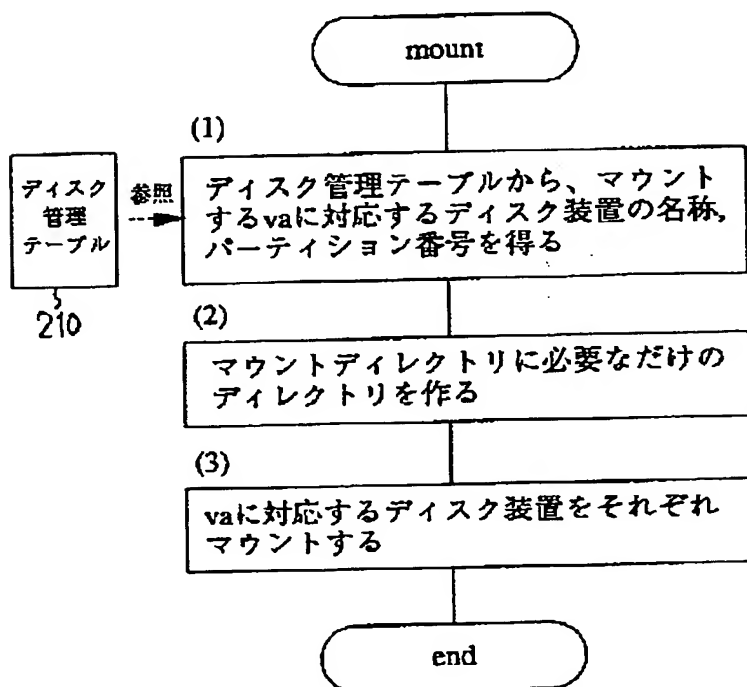 mount
(1)
ディスク
管理
テーブル
参照
210
ディスク管理テーブルから、マウント
するvaに対応するディスク装置の名称,
パーティション番号を得る
(2)
マウントディレクトリに必要なだけの
ディレクトリを作る
(3)
vaに対応するディスク装置をそれぞれ
マウントする
end